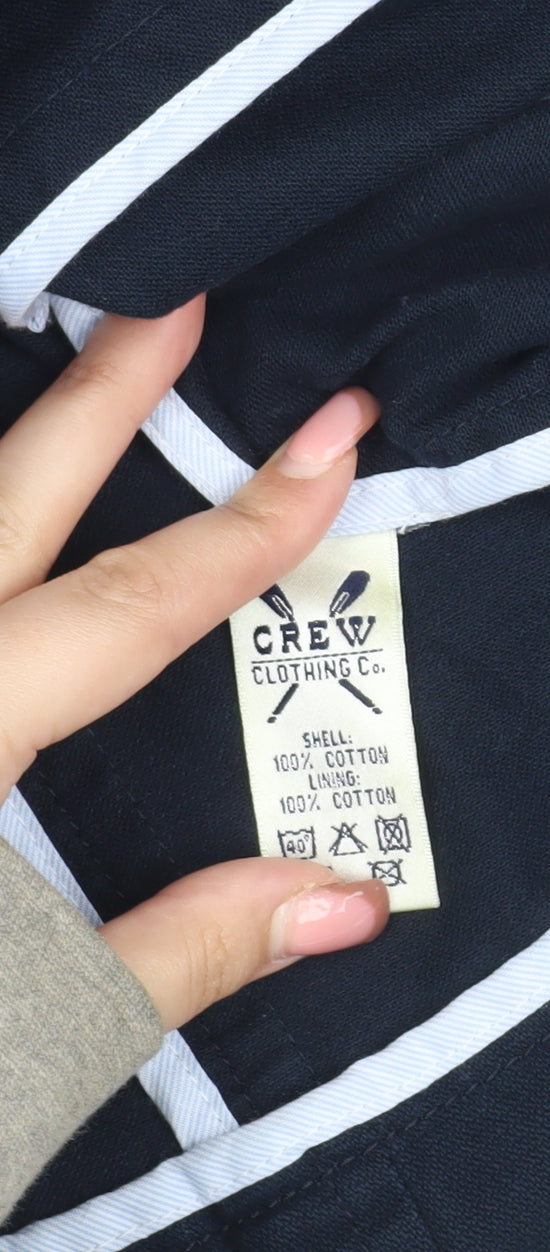 CREW
CLOTHING Co.
SHELL:
100% COTTON
LINING:
100% COTTON
40°